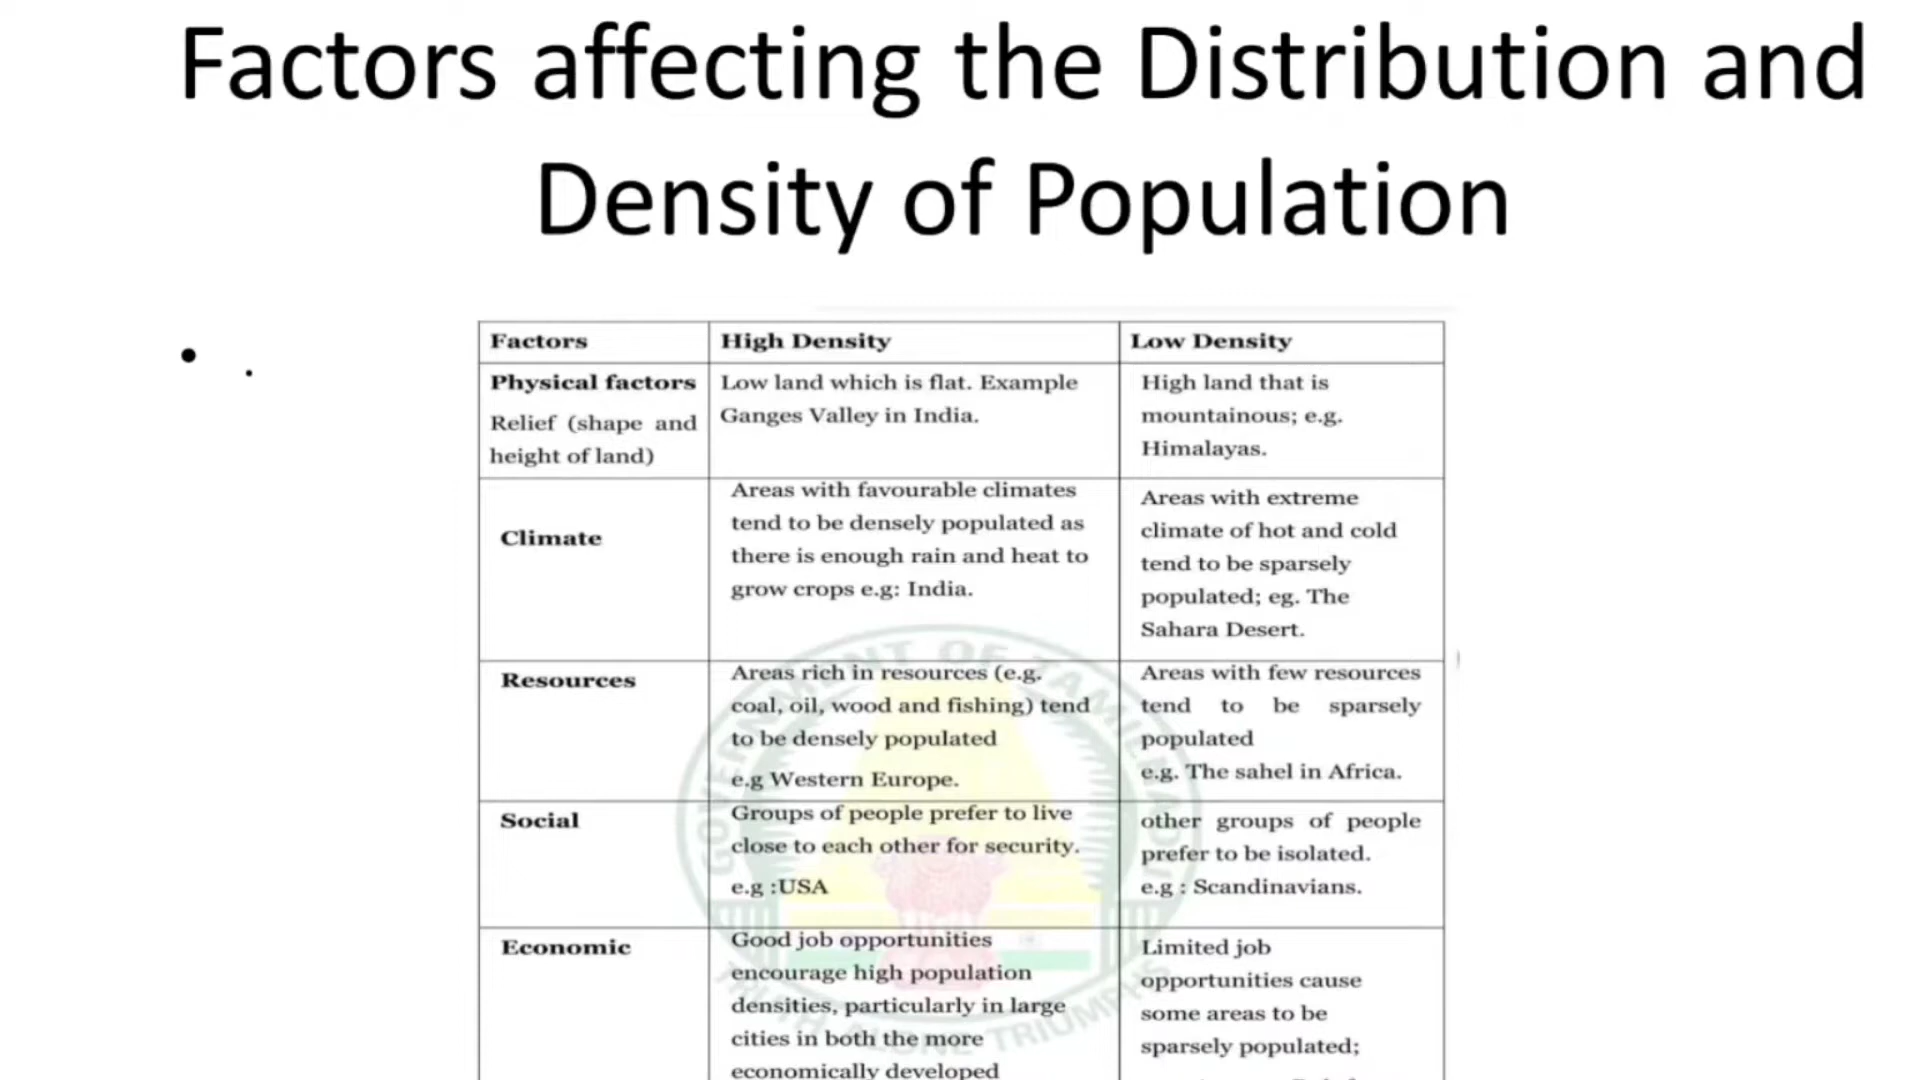 Factors affecting the Distribution and
Density of Population
Factors
High Density
Low Density
Physical factors
Relief (shape and
height of land)
Low land which is flat. Example
Ganges Valley in India.
High land that is
mountainous; e.g.
Himalayas.
Climate
Areas with favourable climates
tend to be densely populated as
there is enough rain and heat to
grow crops e.g: India.
Areas with extreme
climate of hot and cold
tend to be sparsely
populated; eg. The
Sahara Desert.
Resources
Areas rich in resources (e.g.
coal, oil, wood and fishing) tend
to be densely populated
e.g Western Europe.
Areas with few resources
tend to be sparsely
populated
e.g. The sahel in Africa.
Social
Groups of people prefer to live
close to each other for security.
e.g :USA
other groups of people
prefer to be isolated.
e.g : Scandinavians.
Economic
Good job opportunities
encourage high population
densities, particularly in large
cities in both the more
economically developed
Limited job
opportunities cause
some areas to be
sparsely populated;
GOVERNMENT OF TAMILNADU
TRUTH ALONE TRIUMPHS